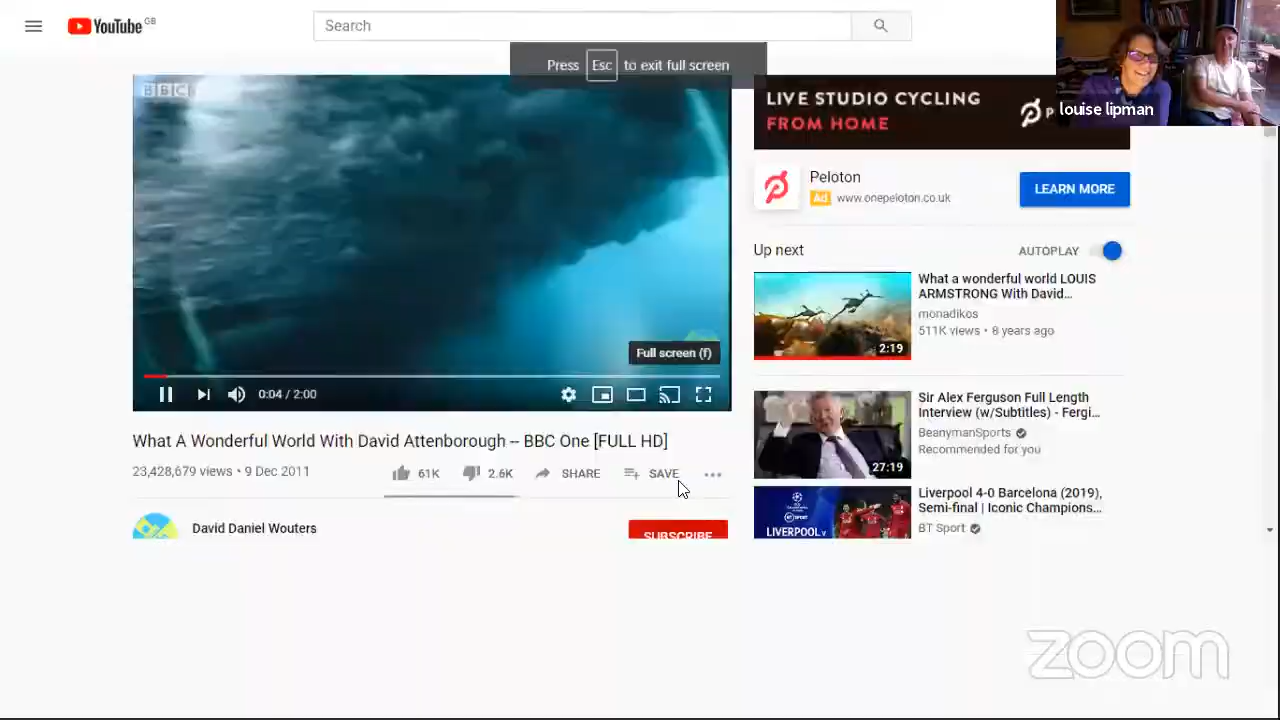 YouTube GB
Search
Press Esc to exit full screen
louise lipman
BBC
LIVE STUDIO CYCLING
FROM HOME
P
Peloton
Ad www.onepeloton.co.uk
LEARN MORE
Up next
AUTOPLAY
What a wonderful world LOUIS
ARMSTRONG With David...
monadikos
511K views • 8 years ago
2:19
Full screen (f)
0:04 / 2:00
Sir Alex Ferguson Full Length
Interview (w/Subtitles) - Fergi...
BeanymanSports
Recommended for you
27:19
What A Wonderful World With David Attenborough -- BBC One [FULL HD]
23,428,679 views • 9 Dec 2011
61K
2.6K
SHARE
SAVE
Liverpool 4-0 Barcelona (2019),
Semi-final | Iconic Champions...
BT Sport
LIVERPOOL v
David Daniel Wouters
SUBSCRIBE
zoom